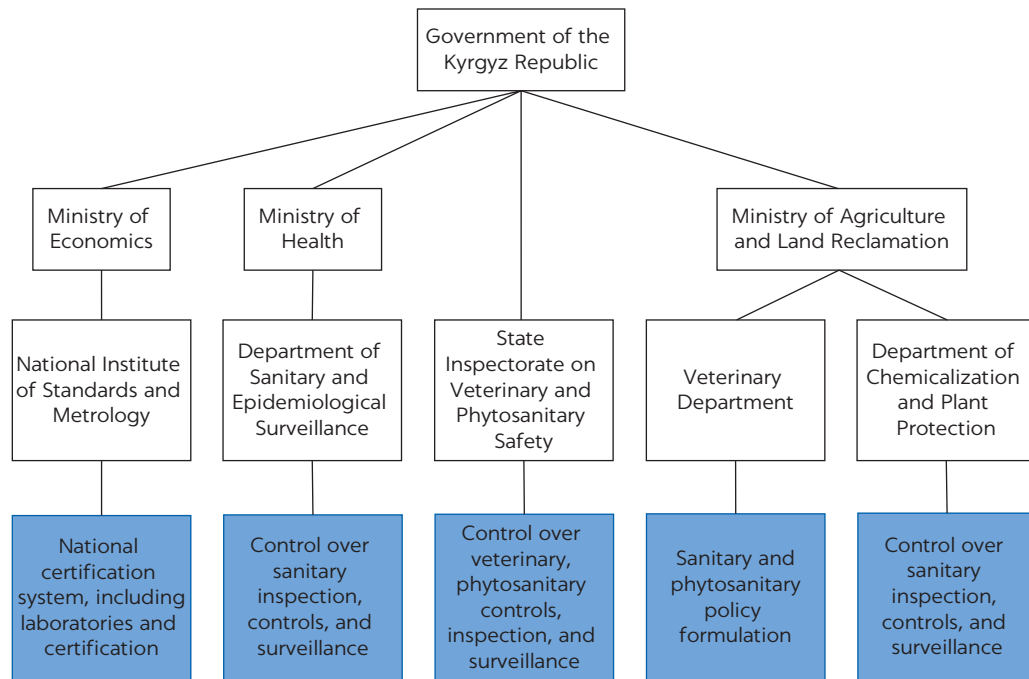 Government of the
Kyrgyz Republic
Ministry of
Economics
Ministry of
Health
Ministry of Agriculture
and Land Reclamation
National Institute
of Standards and
Metrology
Department of
Sanitary and
Epidemiological
Surveillance
State
Inspectorate on
Veterinary and
Phytosanitary
Safety
Veterinary
Department
Department of
Chemicalization
and Plant
Protection
National
certification
system, including
laboratories and
certification
Control over
sanitary
inspection,
controls, and
surveillance
Control over
veterinary,
phytosanitary
controls,
inspection, and
surveillance
Sanitary and
phytosanitary
policy
formulation
Control over
sanitary
inspection,
controls, and
surveillance